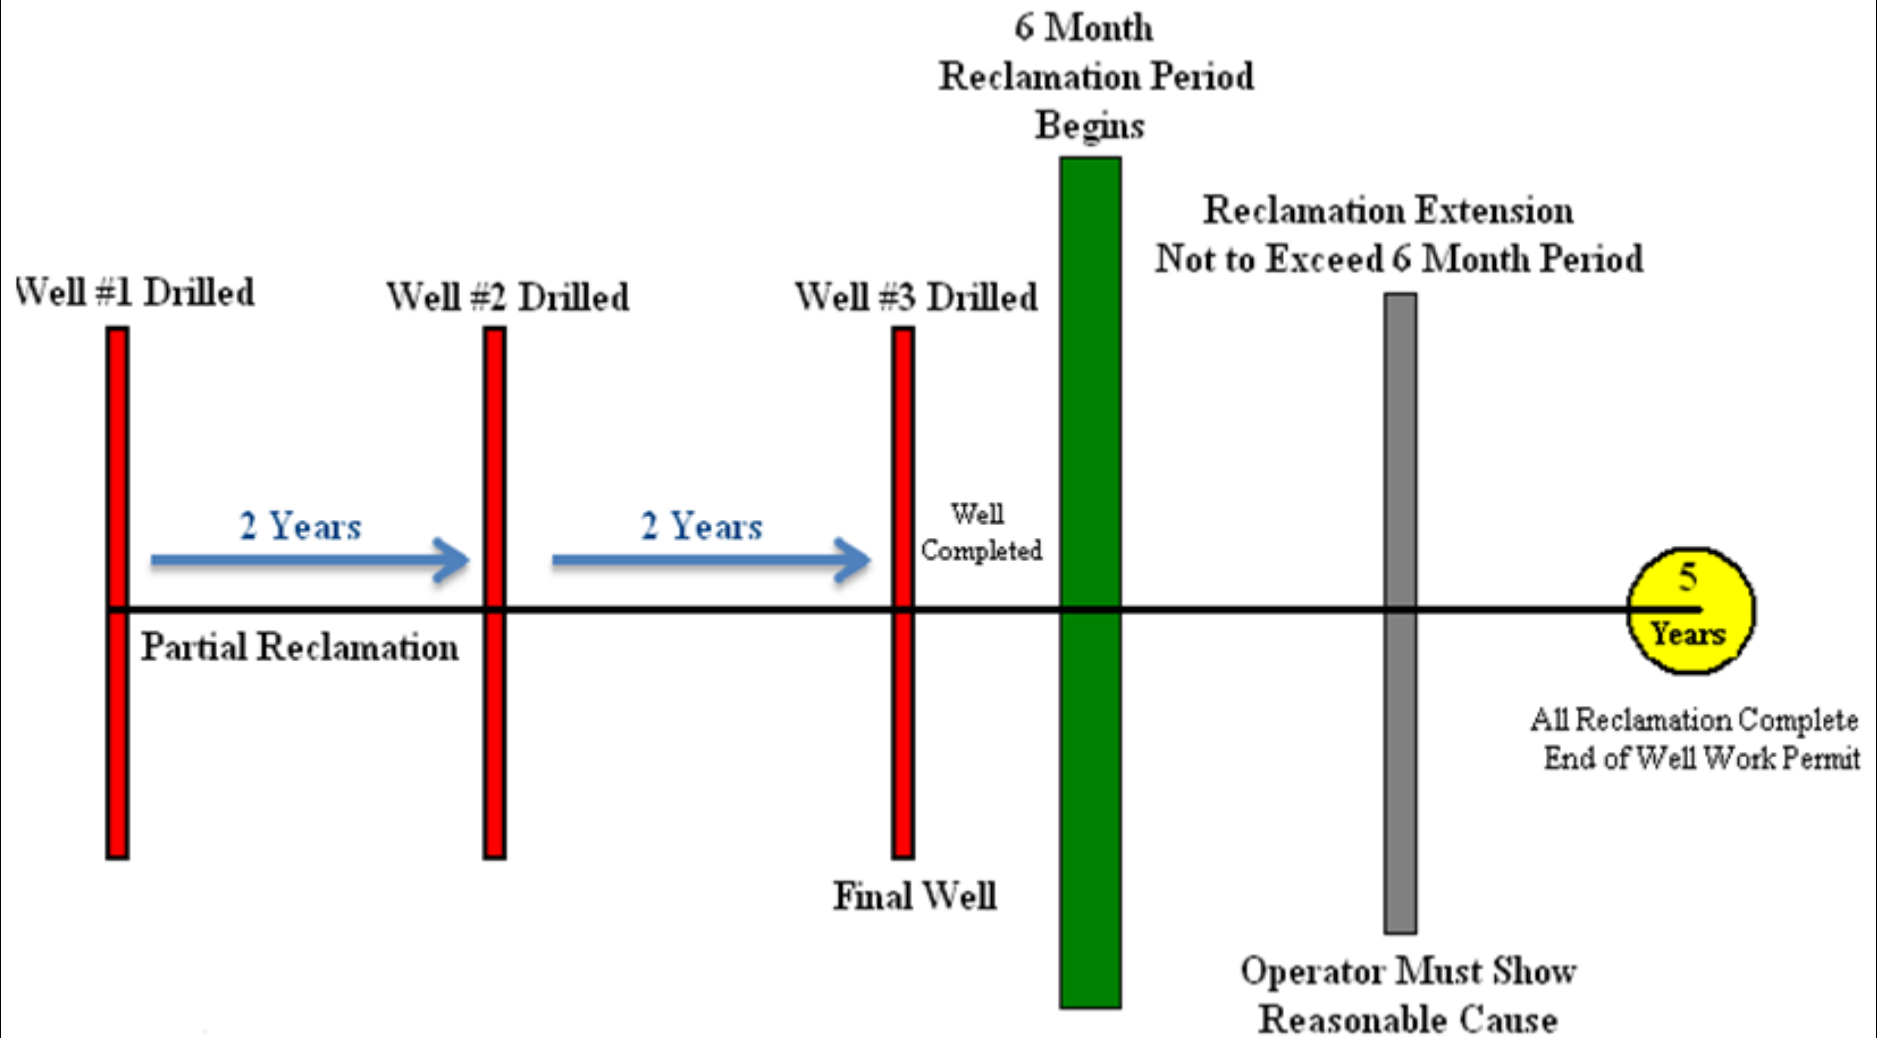 6 Month
Reclamation Period
Begins
Reclamation Extension
Not to Exceed 6 Month Period
Well #1 Drilled
Well #2 Drilled
Well #3 Drilled
2 Years
2 Years
Well
Completed
5
Years
Partial Reclamation
All Reclamation Complete
End of Well Work Permit
Final Well
Operator Must Show
Reasonable Cause